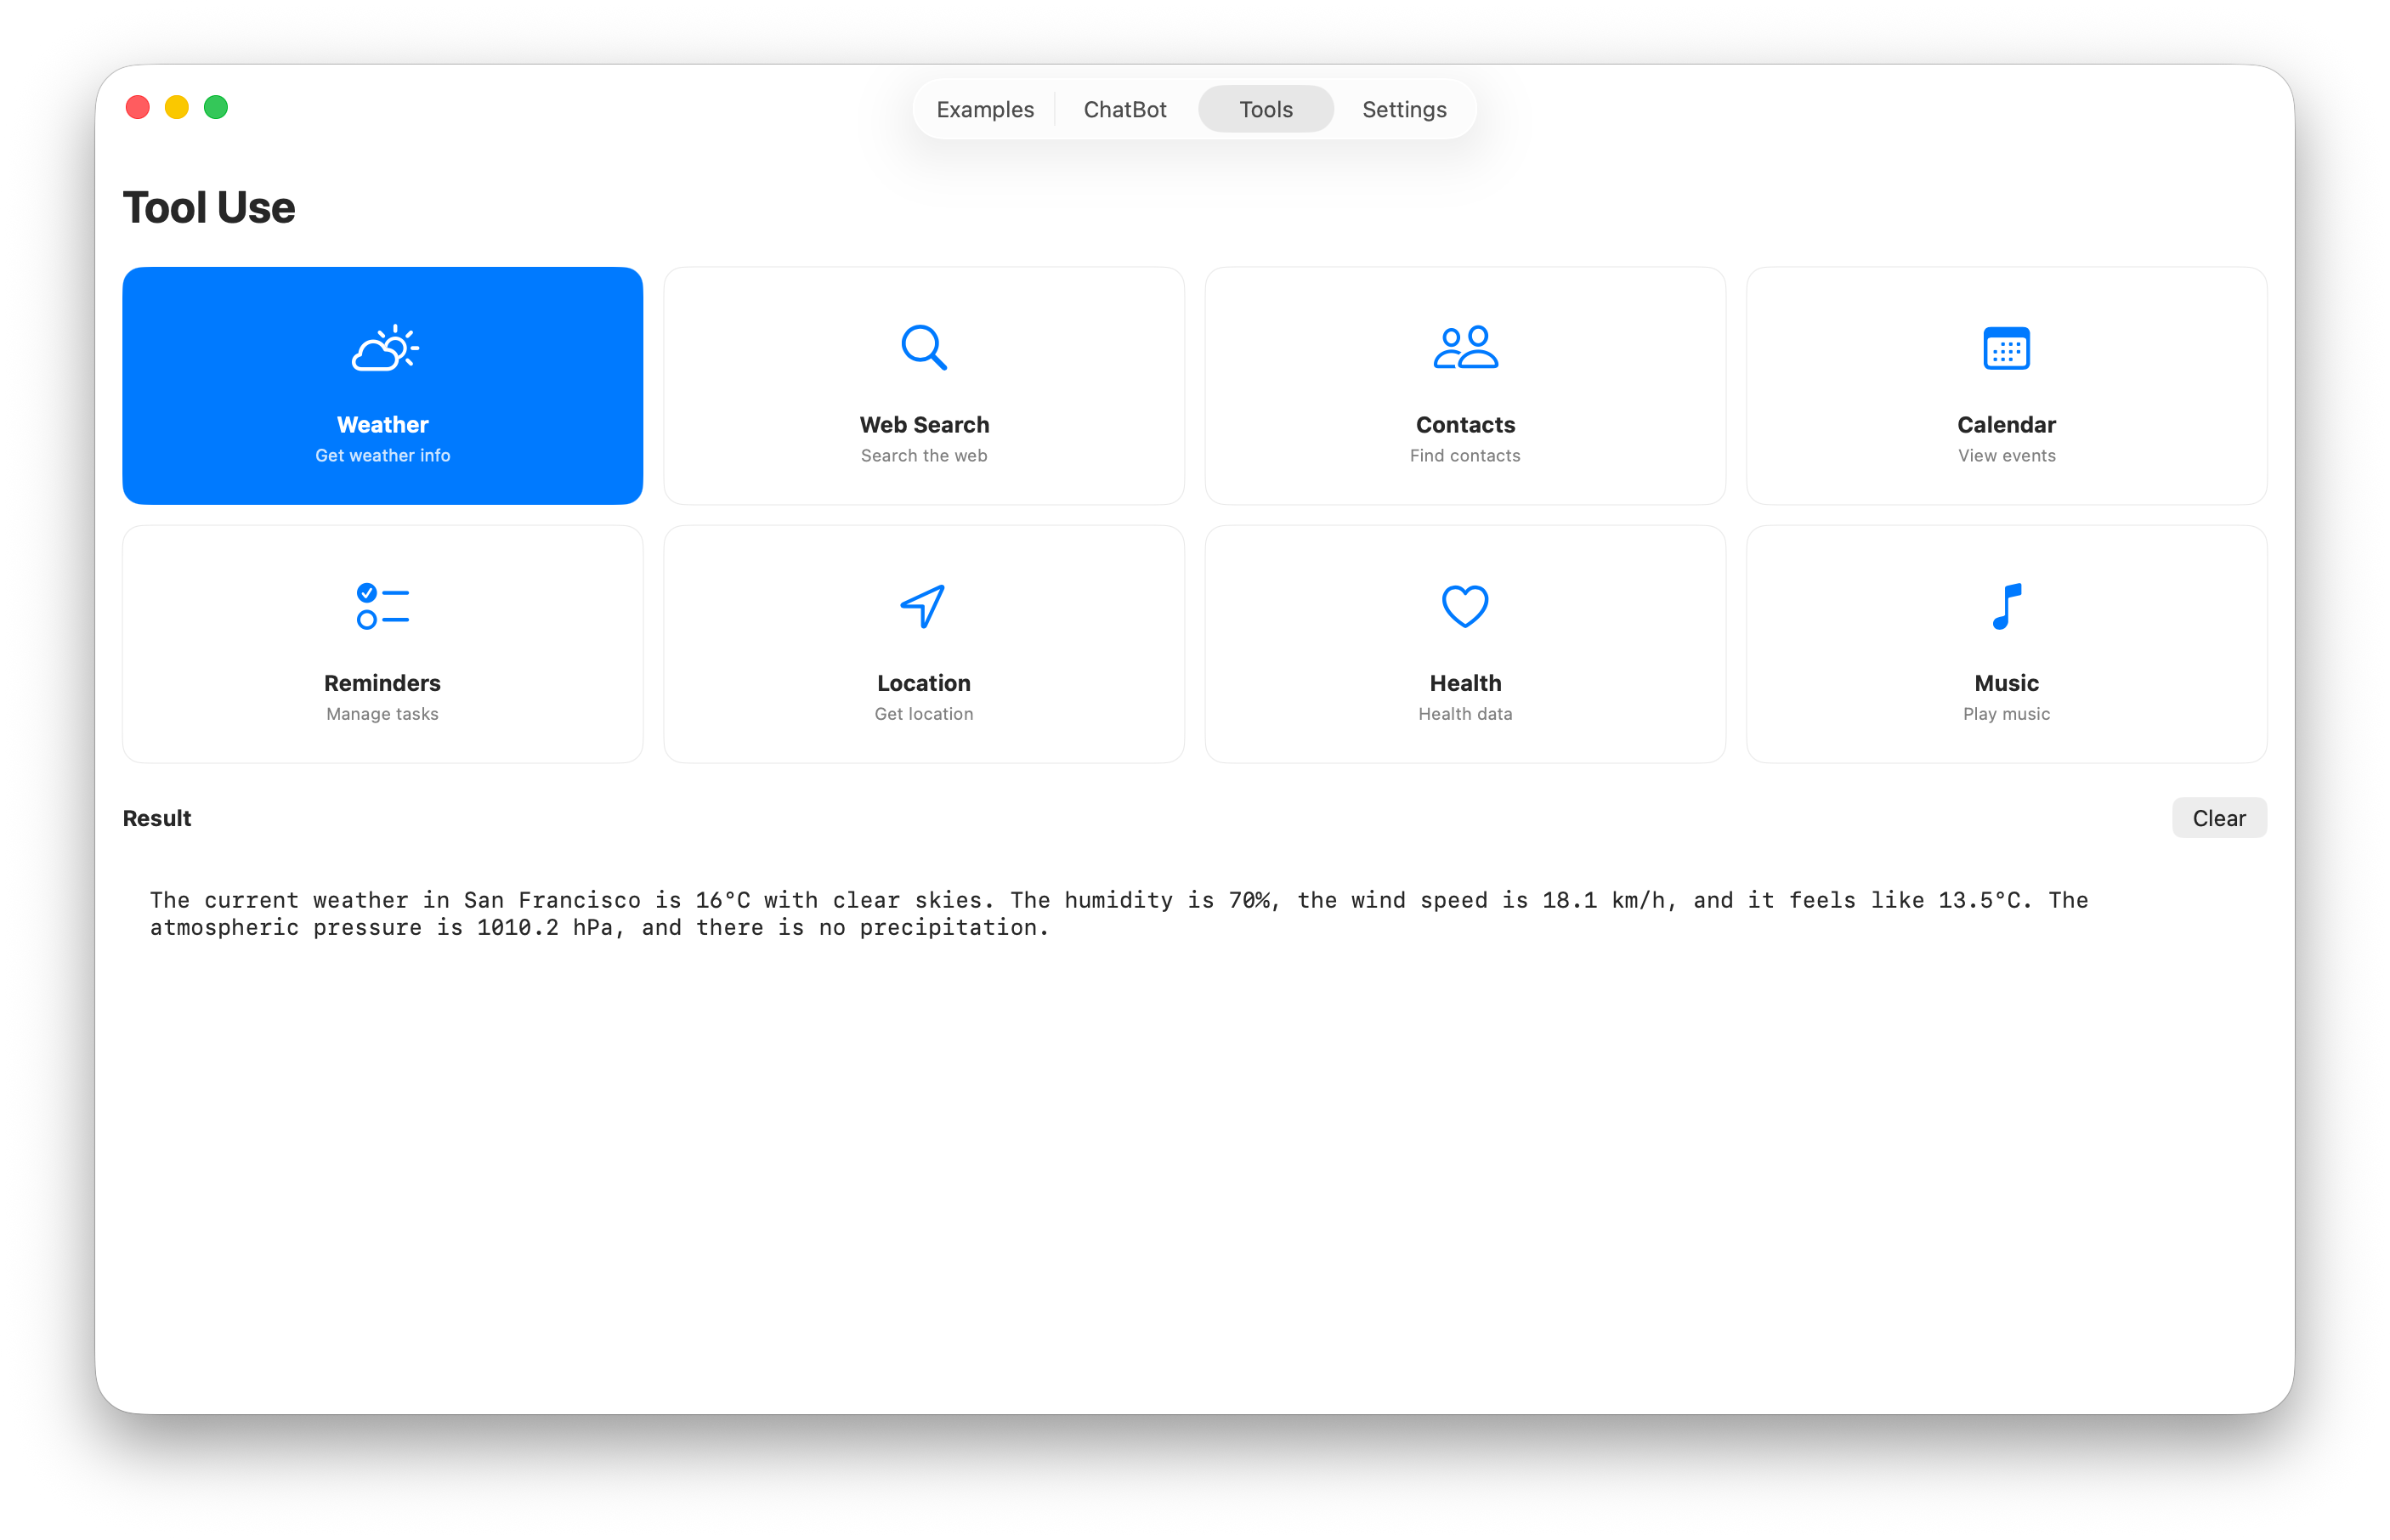 Examples
ChatBot
Tools
Settings
Tool Use
Weather
Get weather info
Web Search
Search the web
Contacts
Find contacts
Calendar
View events
Reminders
Manage tasks
Location
Get location
Health
Health data
Music
Play music
Result
Clear
The current weather in San Francisco is 16°C with clear skies. The humidity is 70%, the wind speed is 18.1 km/h, and it feels like 13.5°C. The
atmospheric pressure is 1010.2 hPa, and there is no precipitation.